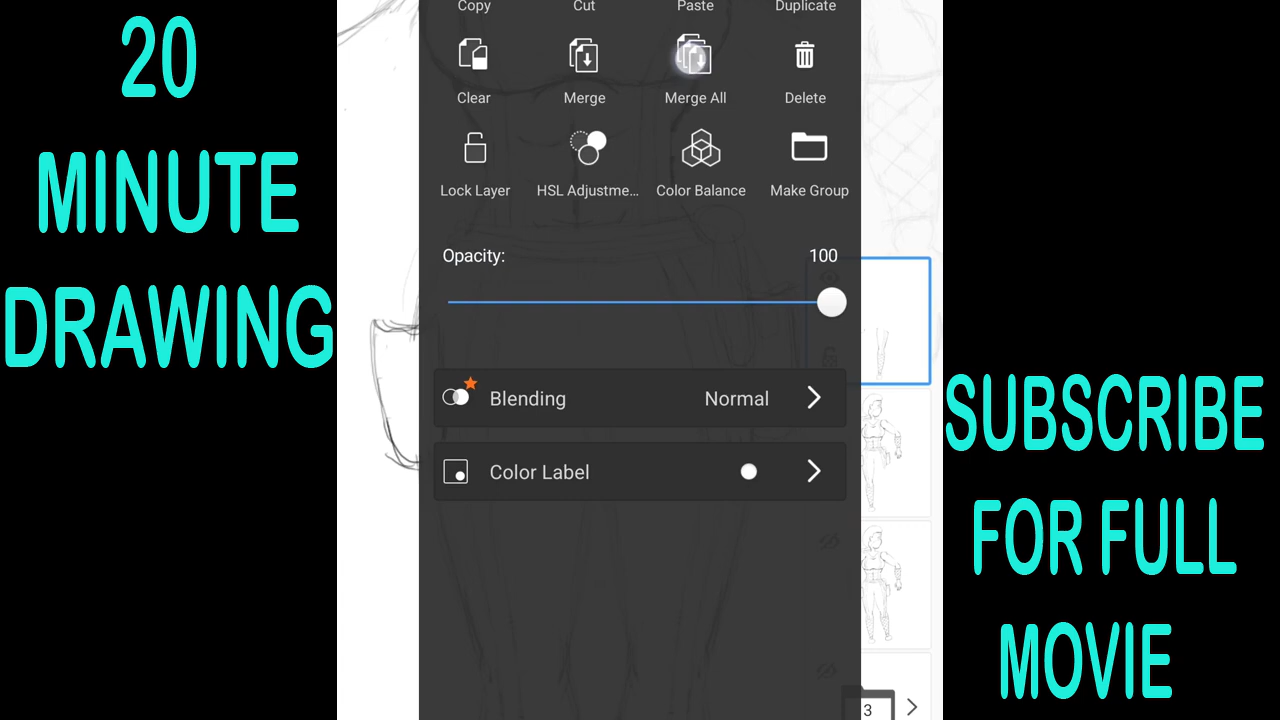 20
MINUTE
DRAWING
Copy Cut Paste Duplicate
Clear Merge Merge All Delete
Lock Layer HSL Adjustme... Color Balance Make Group
Opacity: 100
Blending Normal
Color Label
3
SUBSCRIBE
FOR FULL
MOVIE